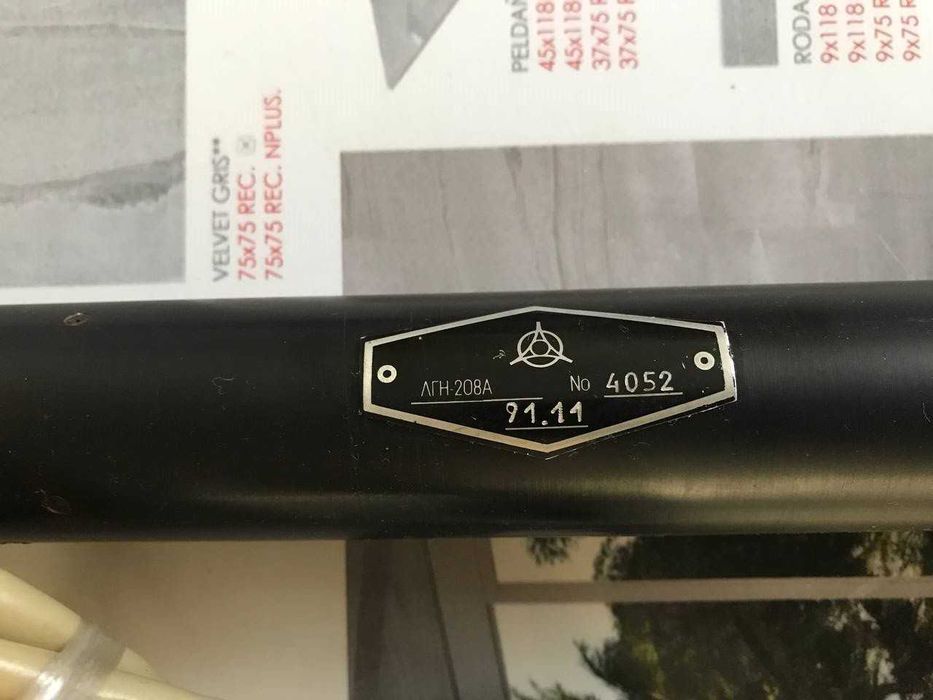 VELVET GRIS**
75x75 REC.
75x75 REC. NPLUS.
45x118
45x118
37x75 R
37x75 R
RODA
9x118
9x118
9x75 R
9x75 R
ЛГН-208А No 4052
91.11